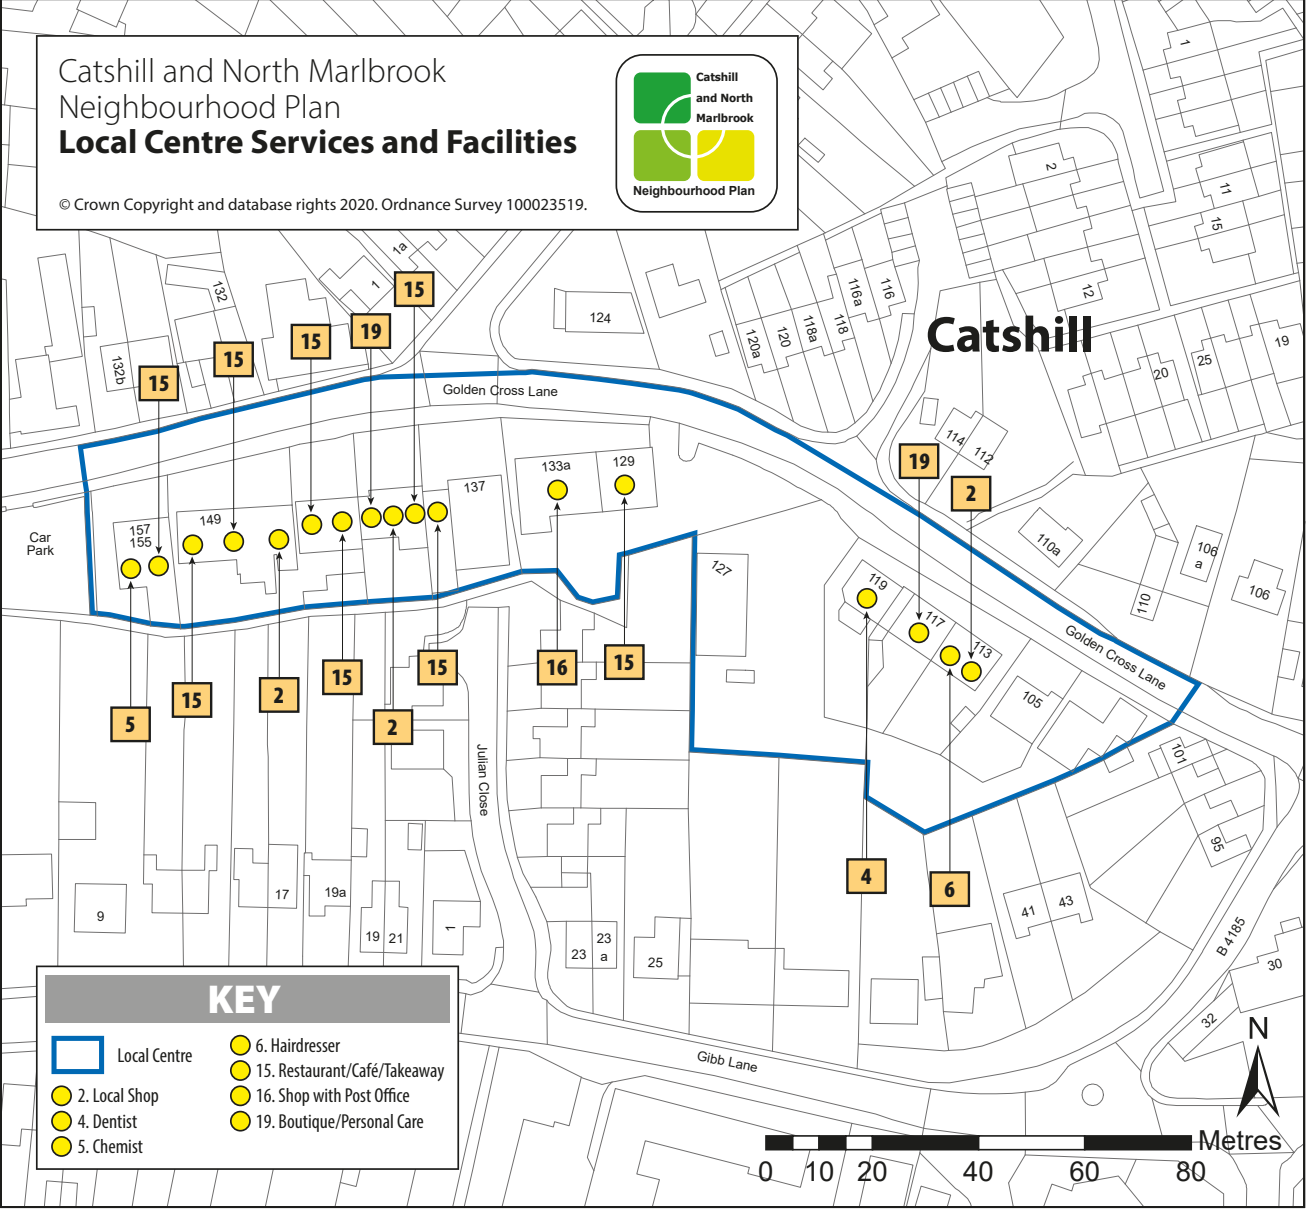 Catshill and North Marlbrook
Neighbourhood Plan
Local Centre Services and Facilities
© Crown Copyright and database rights 2020. Ordnance Survey 100023519.
Catshill
and North
Marlbrook
Neighbourhood Plan
1
2
11
15
1a
1
132
15
116a
116
12
124
118
118a
120
120a
Catshill
19
25
20
19
15
15
15
132b
Golden Cross Lane
114
112
19
2
133a
129
137
149
157
155
Car
Park
110a
106
a
106
110
127
119
117
113
Golden Cross Lane
105
15
16
15
15
2
15
5
2
101
Julian Close
95
4
6
17
19a
9
19
21
1
23
23
a
25
41
43
B 4185
30
32
Gibb Lane
KEY
Local Centre
2. Local Shop
4. Dentist
5. Chemist
6. Hairdresser
15. Restaurant/Café/Takeaway
16. Shop with Post Office
19. Boutique/Personal Care
N
Metres
0
10
20
40
60
80